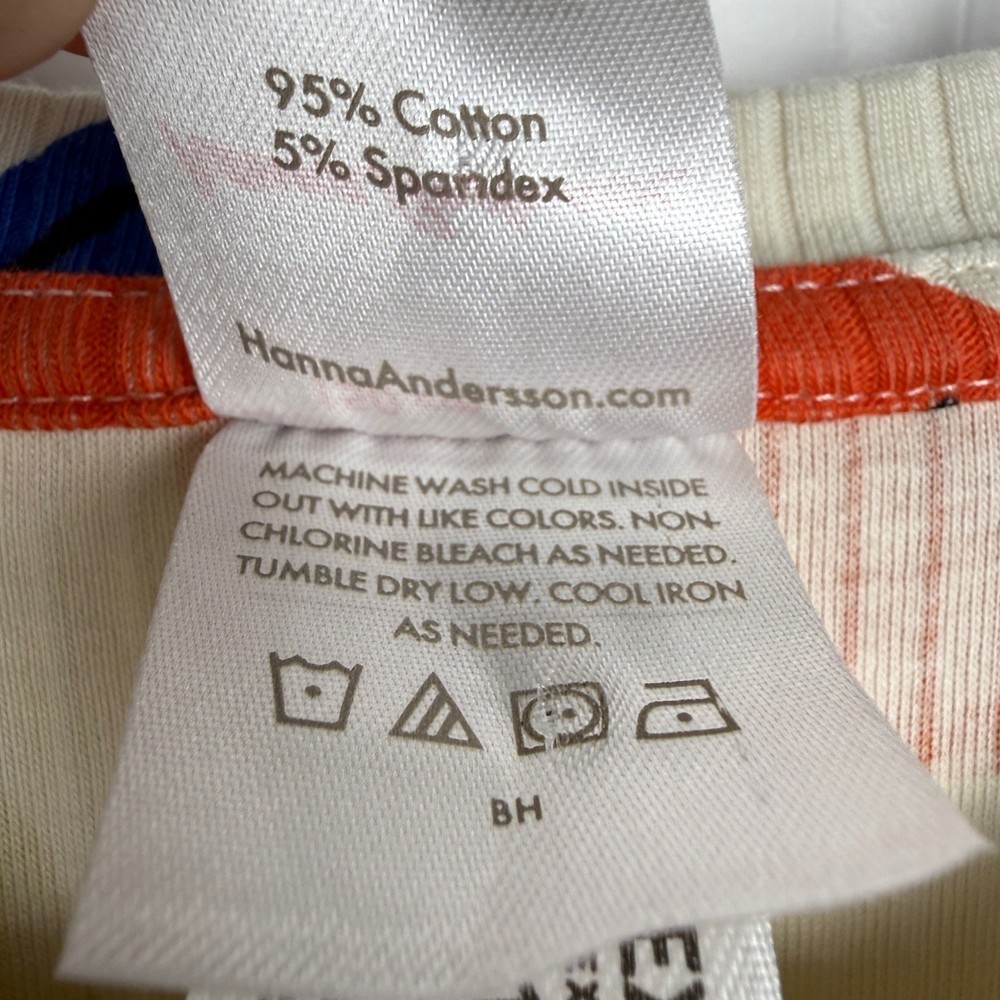 95% Cotton
5% Spandex
HannaAndersson.com
MACHINE WASH COLD INSIDE
OUT WITH LIKE COLORS. NON-
CHLORINE BLEACH AS NEEDED.
TUMBLE DRY LOW. COOL IRON
AS NEEDED.
BH